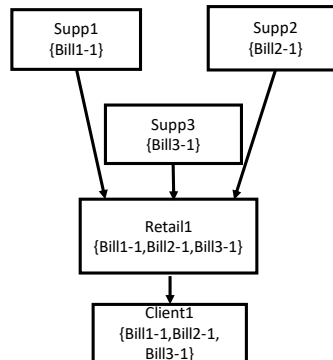 Supp1
{Bill1-1}
Supp2
{Bill2-1}
Supp3
{Bill3-1}
Retail1
{Bill1-1,Bill2-1,Bill3-1}
Client1
{Bill1-1,Bill2-1,
Bill3-1}